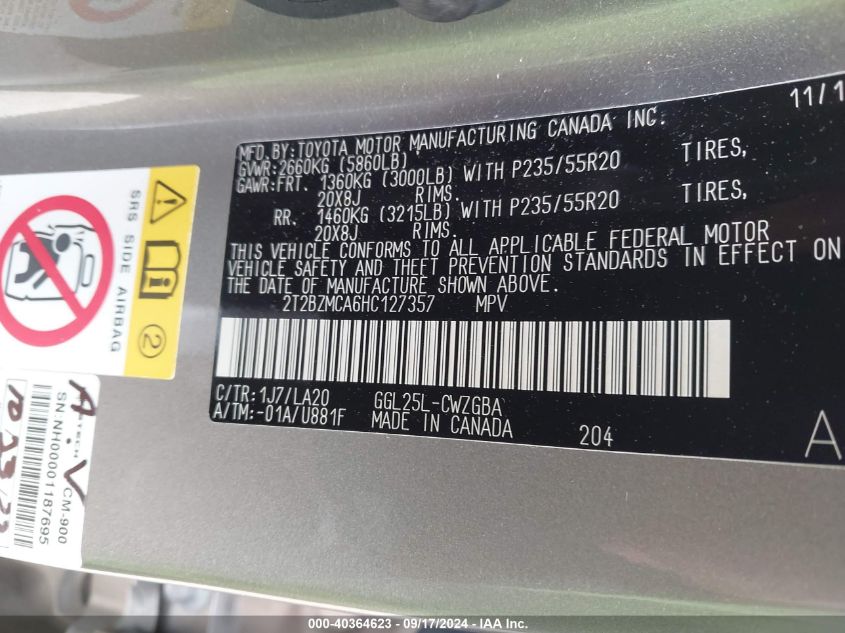 11/1
MFD.BY:TOYOTA MOTOR MANUFACTURING CANADA INC.
GVWR:2660KG (5860LB)
GAWR:FRT. 1360KG (3000LB) WITH P235/55R20 TIRES,
20X8J RIMS.
RR. 1460KG (3215LB) WITH P235/55R20 TIRES,
20X8J RIMS.
THIS VEHICLE CONFORMS TO ALL APPLICABLE FEDERAL MOTOR
VEHICLE SAFETY AND THEFT PREVENTION STANDARDS IN EFFECT ON
THE DATE OF MANUFACTURE SHOWN ABOVE.
2T2BZMCA6HC127357 MPV
C/TR:1J7/LA20 GGL25L-CWZGBA
A/TM:-01A/U881F MADE IN CANADA 204
A
SRS SIDE AIRBAG
2
CM-900
SN NH00001187695
000-40364623 - 09/17/2024 - IAA Inc.